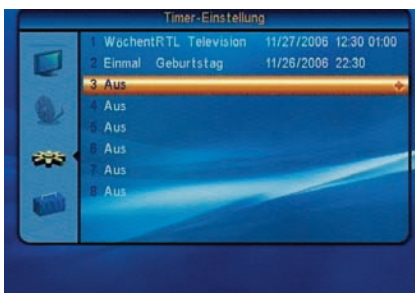 Timer-Einstellung
1 WöchentRTL Television 11/27/2006 12:30 01:00
2 Einmal Geburtstag 11/26/2006 22:30
3 Aus
4 Aus
5 Aus
6 Aus
7 Aus
8 Aus